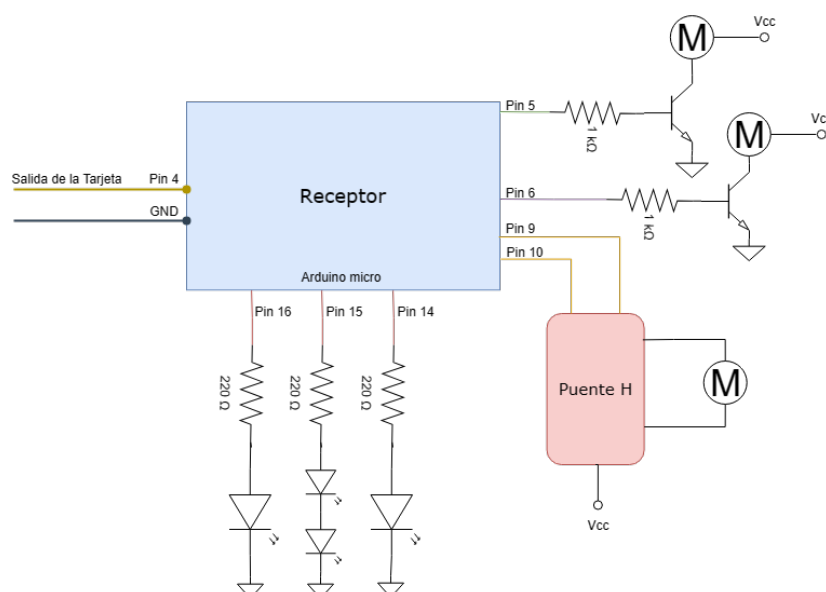 M
Vcc
Pin 5
1 kΩ
M
Vc
Salida de la Tarjeta
Pin 4
GND
Receptor
Pin 6
1 kΩ
Pin 9
Pin 10
Arduino micro
Pin 16
Pin 15
Pin 14
220 Ω
220 Ω
220 Ω
Puente H
M
Vcc